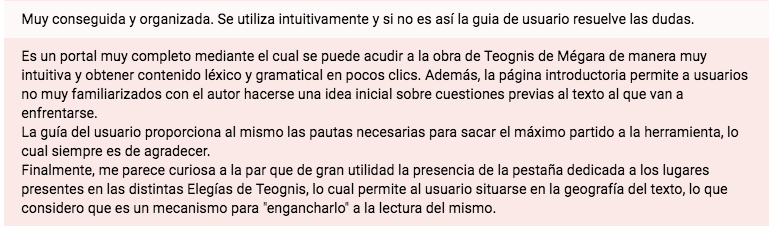 Muy conseguida y organizada. Se utiliza intuitivamente y si no es así la guia de usuario resuelve las dudas.
Es un portal muy completo mediante el cual se puede acudir a la obra de Teognis de Mégara de manera muy
intuitiva y obtener contenido léxico y gramatical en pocos clics. Además, la página introductoria permite a usuarios
no muy familiarizados con el autor hacerse una idea inicial sobre cuestiones previas al texto al que van a
enfrentarse.
La guía del usuario proporciona al mismo las pautas necesarias para sacar el máximo partido a la herramienta, lo
cual siempre es de agradecer.
Finalmente, me parece curiosa a la par que de gran utilidad la presencia de la pestaña dedicada a los lugares
presentes en las distintas Elegías de Teognis, lo cual permite al usuario situarse en la geografía del texto, lo que
considero que es un mecanismo para "engancharlo" a la lectura del mismo.